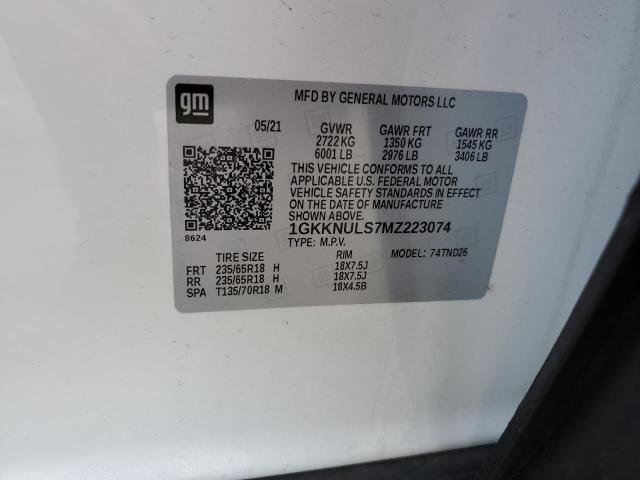 gm
MFD BY GENERAL MOTORS LLC
05/21 GVWR GAWR FRT GAWR RR
2722 KG 1350 KG 1545 KG
6001 LB 2976 LB 3406 LB
THIS VEHICLE CONFORMS TO ALL
APPLICABLE U.S. FEDERAL MOTOR
VEHICLE SAFETY STANDARDS IN EFFECT
ON THE DATE OF MANUFACTURE
SHOWN ABOVE.
1GKKNULS7MZ223074
8624
TYPE: M.P.V. MODEL: 74TND26
TIRE SIZE RIM
FRT 235/65R18 H 18X7.5J
RR 235/65R18 H 18X7.5J
SPA T135/70R18 M 18X4.5B